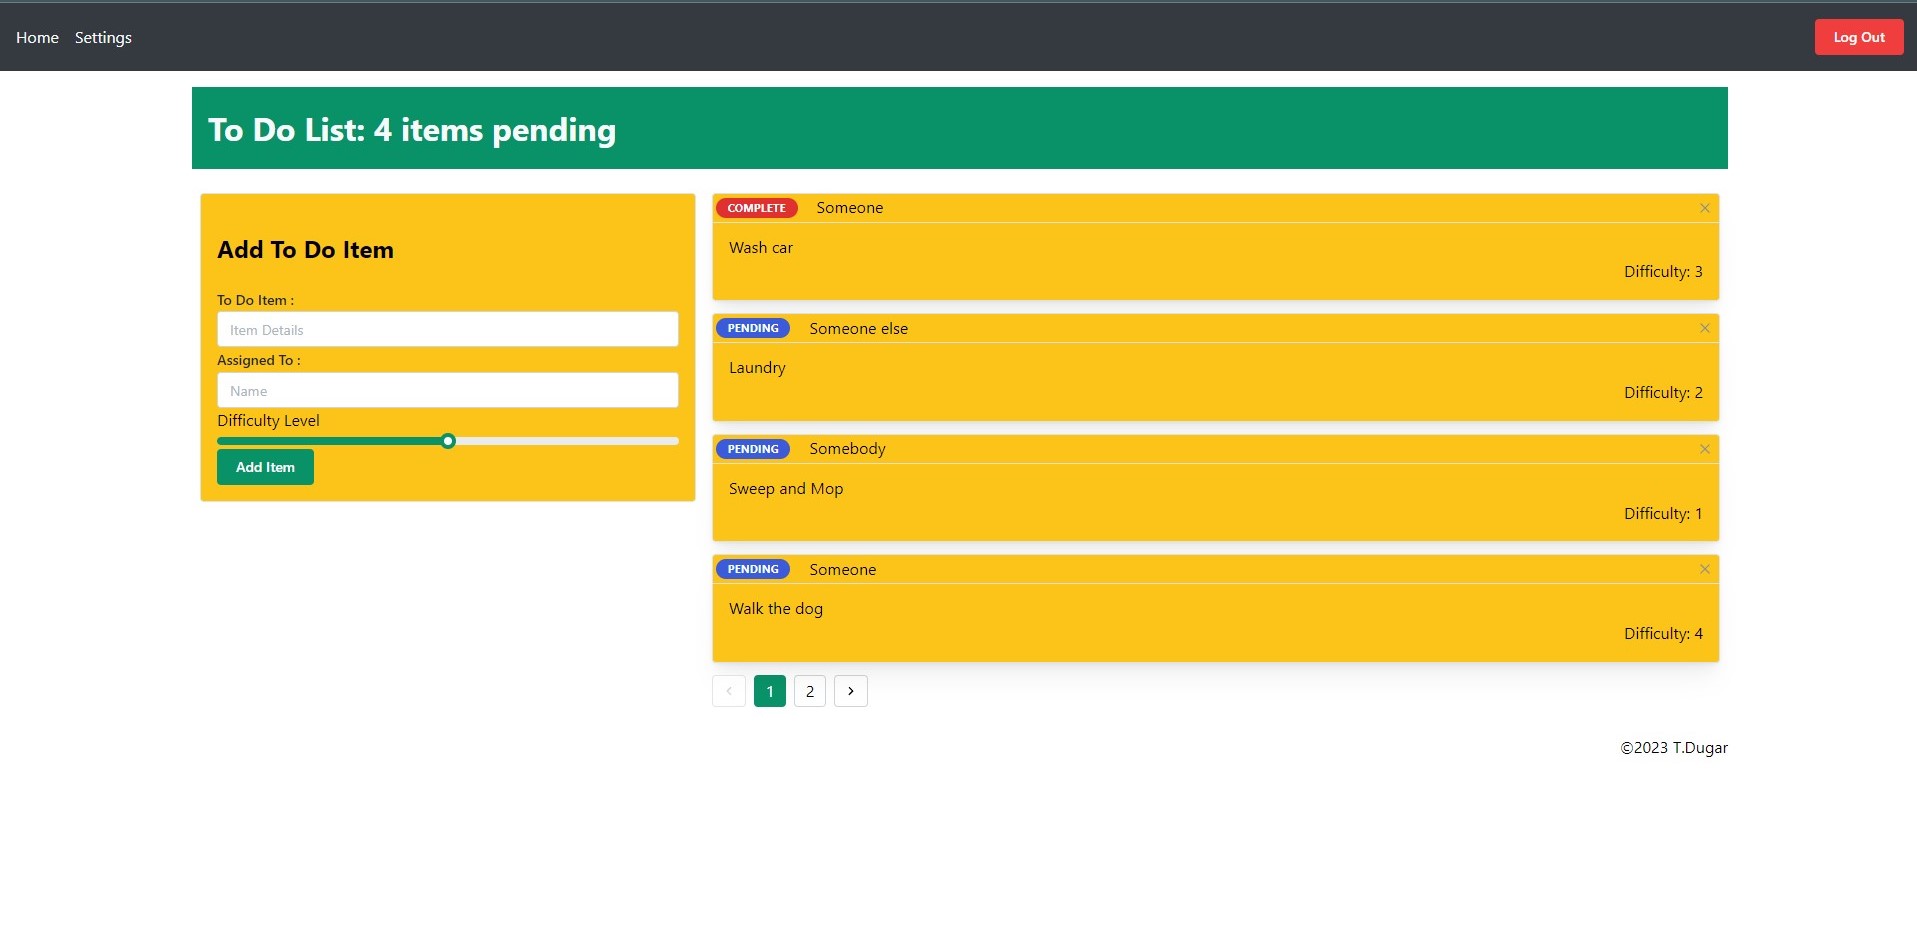 Home Settings Log Out
To Do List: 4 items pending
Add To Do Item
To Do Item :
Item Details
Assigned To :
Name
Difficulty Level
Add Item
COMPLETE Someone
Wash car
Difficulty: 3
PENDING Someone else
Laundry
Difficulty: 2
PENDING Somebody
Sweep and Mop
Difficulty: 1
PENDING Someone
Walk the dog
Difficulty: 4
1 2
©2023 T.Dugar